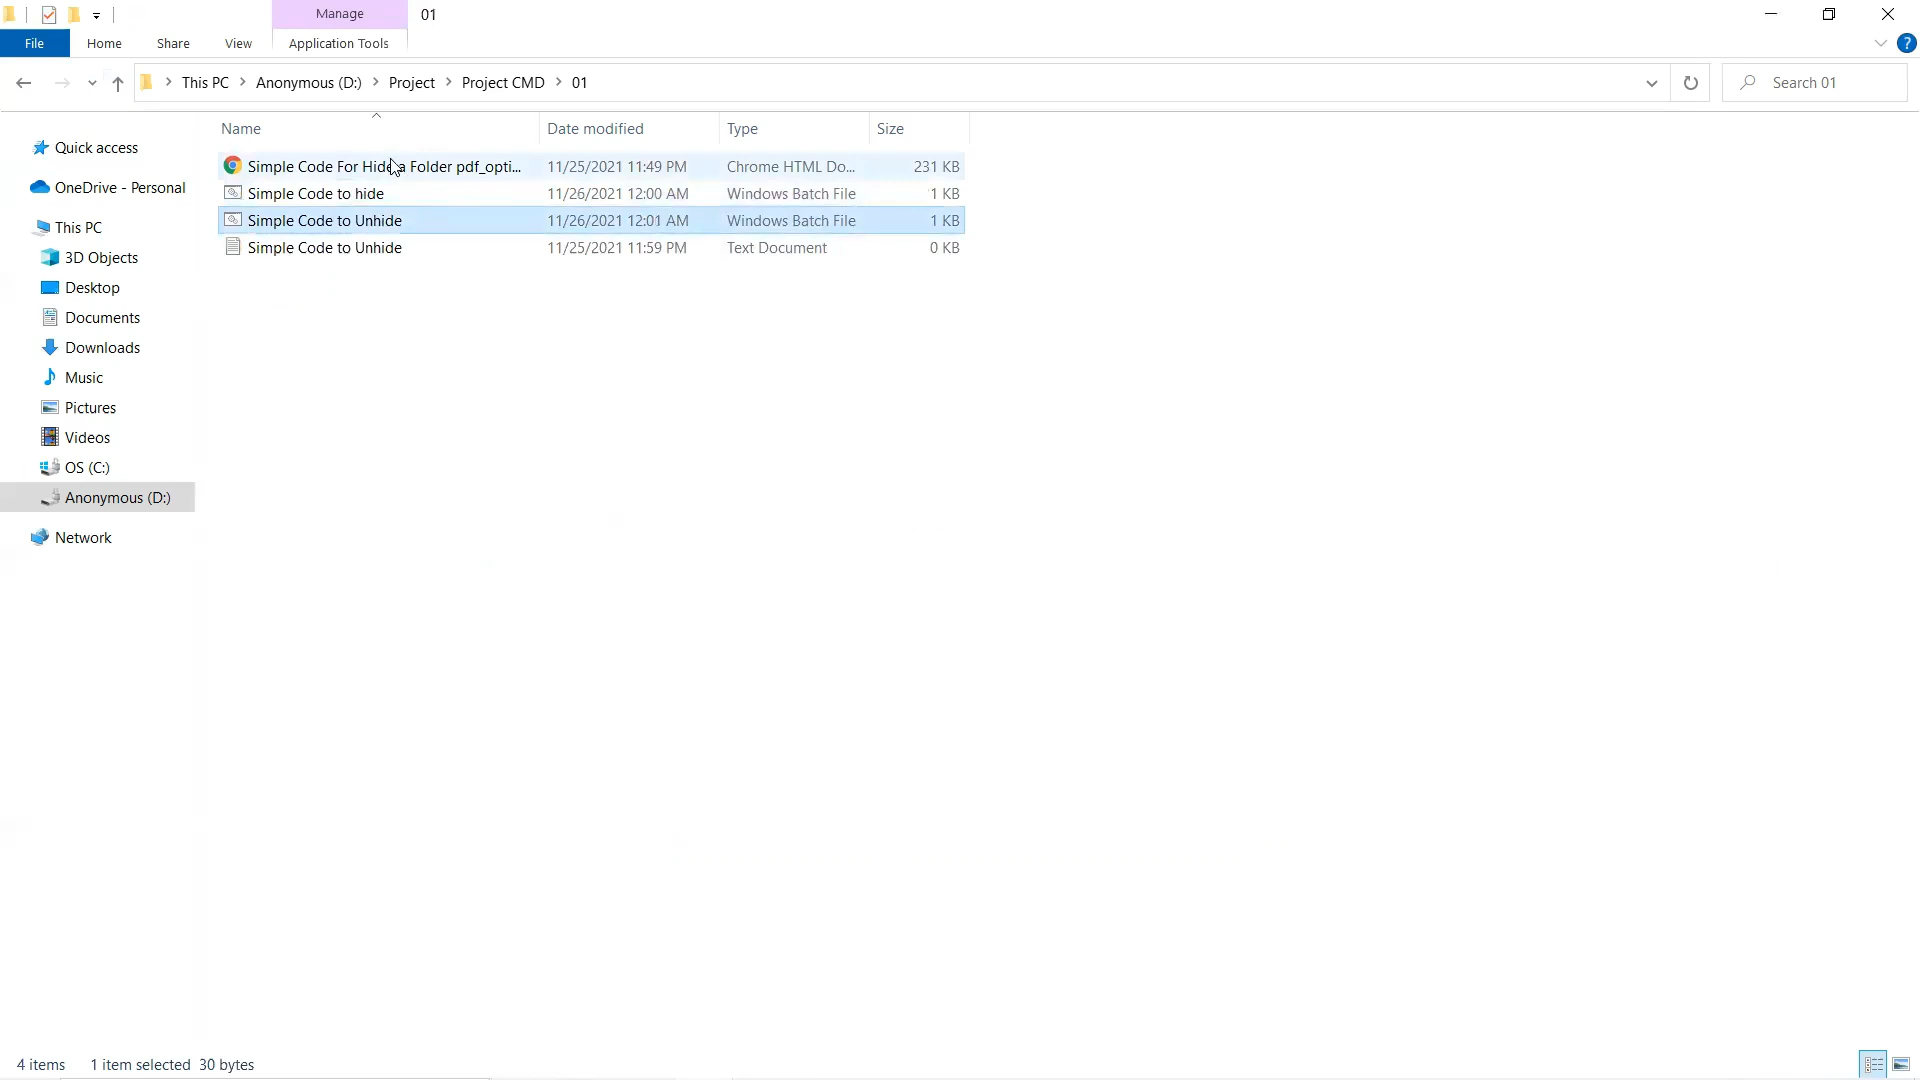 Manage 01
File Home Share View Application Tools
This PC Anonymous (D:) Project Project CMD 01 Search 01
Name Date modified Type Size
Quick access
OneDrive - Personal
This PC
3D Objects
Desktop
Documents
Downloads
Music
Pictures
Videos
OS (C:)
Anonymous (D:)
Network
Simple Code For Hide a Folder pdf_opti... 11/25/2021 11:49 PM Chrome HTML Do... 231 KB
Simple Code to hide 11/26/2021 12:00 AM Windows Batch File 1 KB
Simple Code to Unhide 11/26/2021 12:01 AM Windows Batch File 1 KB
Simple Code to Unhide 11/25/2021 11:59 PM Text Document 0 KB
4 items 1 item selected 30 bytes